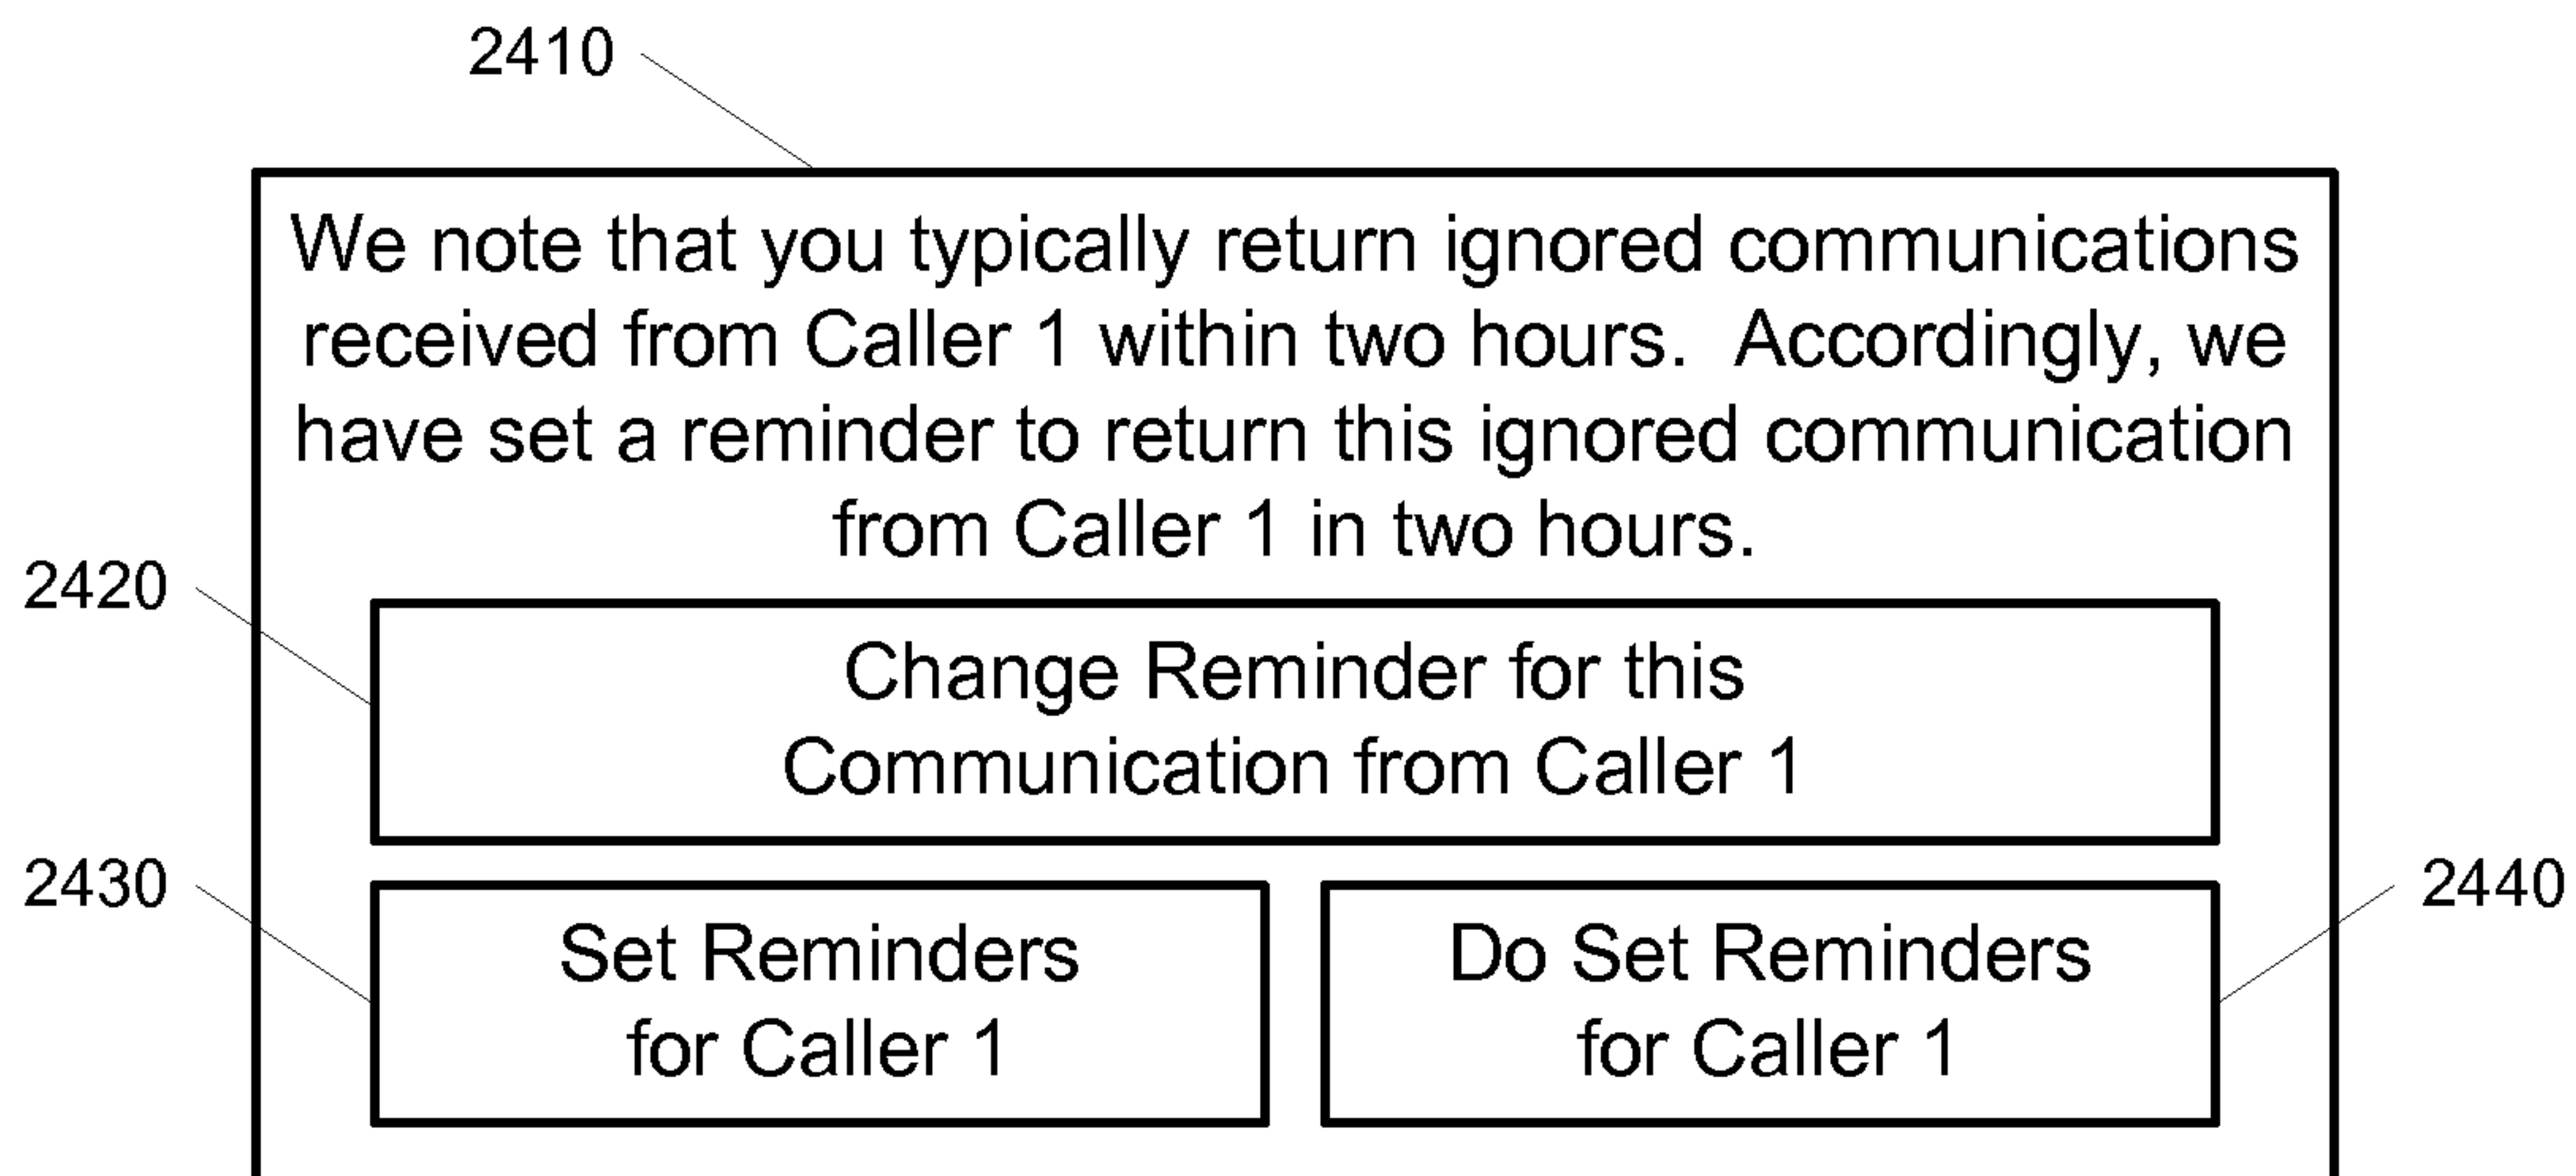 2410
We note that you typically return ignored communications
received from Caller 1 within two hours.  Accordingly, we
have set a reminder to return this ignored communication
from Caller 1 in two hours.
2420
Change Reminder for this
Communication from Caller 1
2430
Set Reminders
for Caller 1
Do Set Reminders
for Caller 1
2440